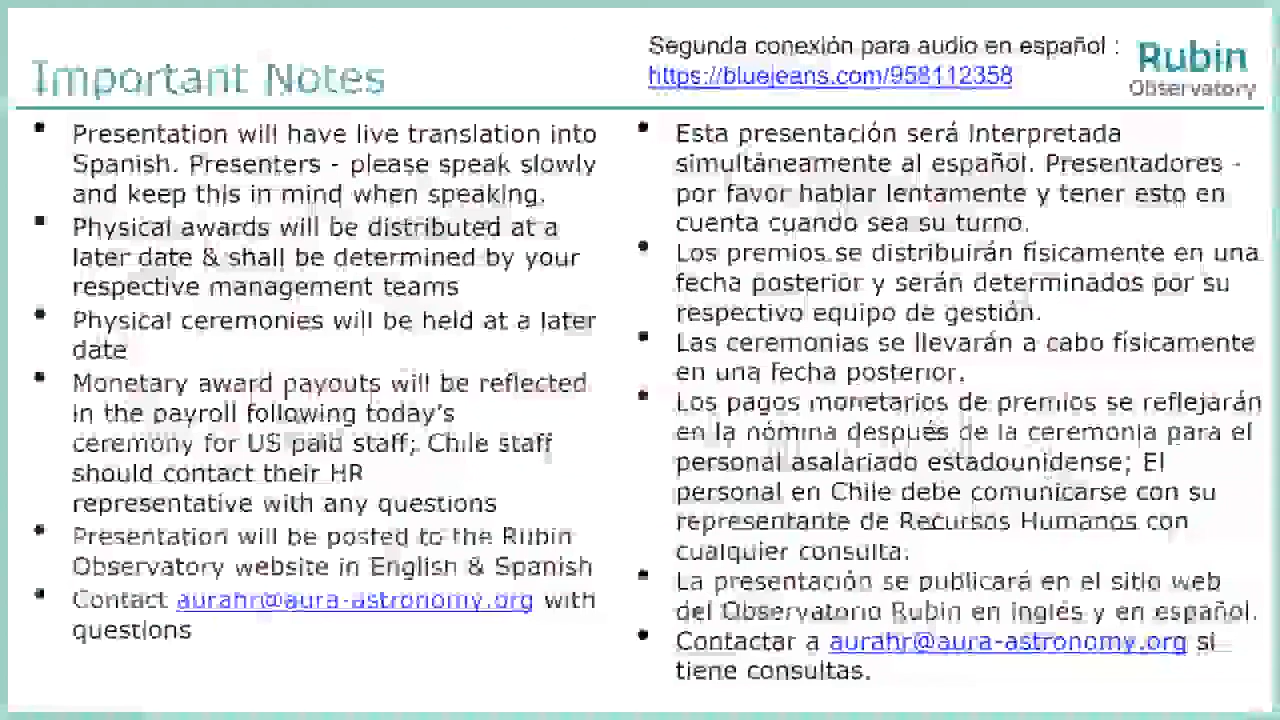 Important Notes
Segunda conexión para audio en español :
https://bluejeans.com/958112358
Rubin
Observatory
• Presentation will have live translation into
Spanish. Presenters - please speak slowly
and keep this in mind when speaking.
• Physical awards will be distributed at a
later date & shall be determined by your
respective management teams
• Physical ceremonies will be held at a later
date
• Monetary award payouts will be reflected
in the payroll following today's
ceremony for US paid staff; Chile staff
should contact their HR
representative with any questions
• Presentation will be posted to the Rubin
Observatory website in English & Spanish
• Contact aurahr@aura-astronomy.org with
questions
• Esta presentación será Interpretada
simultáneamente al español. Presentadores -
por favor hablar lentamente y tener esto en
cuenta cuando sea su turno.
• Los premios se distribuirán físicamente en una
fecha posterior y serán determinados por su
respectivo equipo de gestión.
• Las ceremonias se llevarán a cabo físicamente
en una fecha posterior.
• Los pagos monetarios de premios se reflejarán
en la nómina después de la ceremonia para el
personal asalariado estadounidense; El
personal en Chile debe comunicarse con su
representante de Recursos Humanos con
cualquier consulta.
• La presentación se publicará en el sitio web
del Observatorio Rubin en inglés y en español.
• Contactar a aurahr@aura-astronomy.org si
tiene consultas.